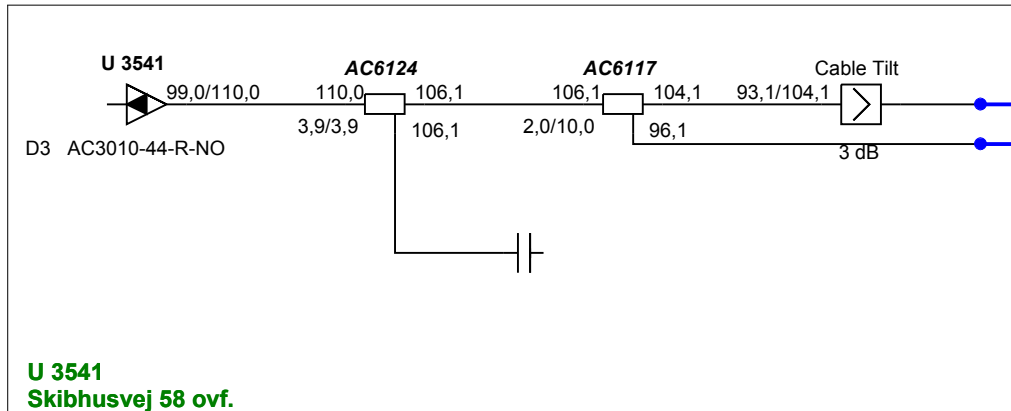 U 3541
AC6124
AC6117
Cable Tilt
99,0/110,0
110,0
106,1
106,1
104,1
93,1/104,1
3,9/3,9
106,1
2,0/10,0
96,1
D3 AC3010-44-R-NO
3 dB
U 3541
Skibhusvej 58 ovf.